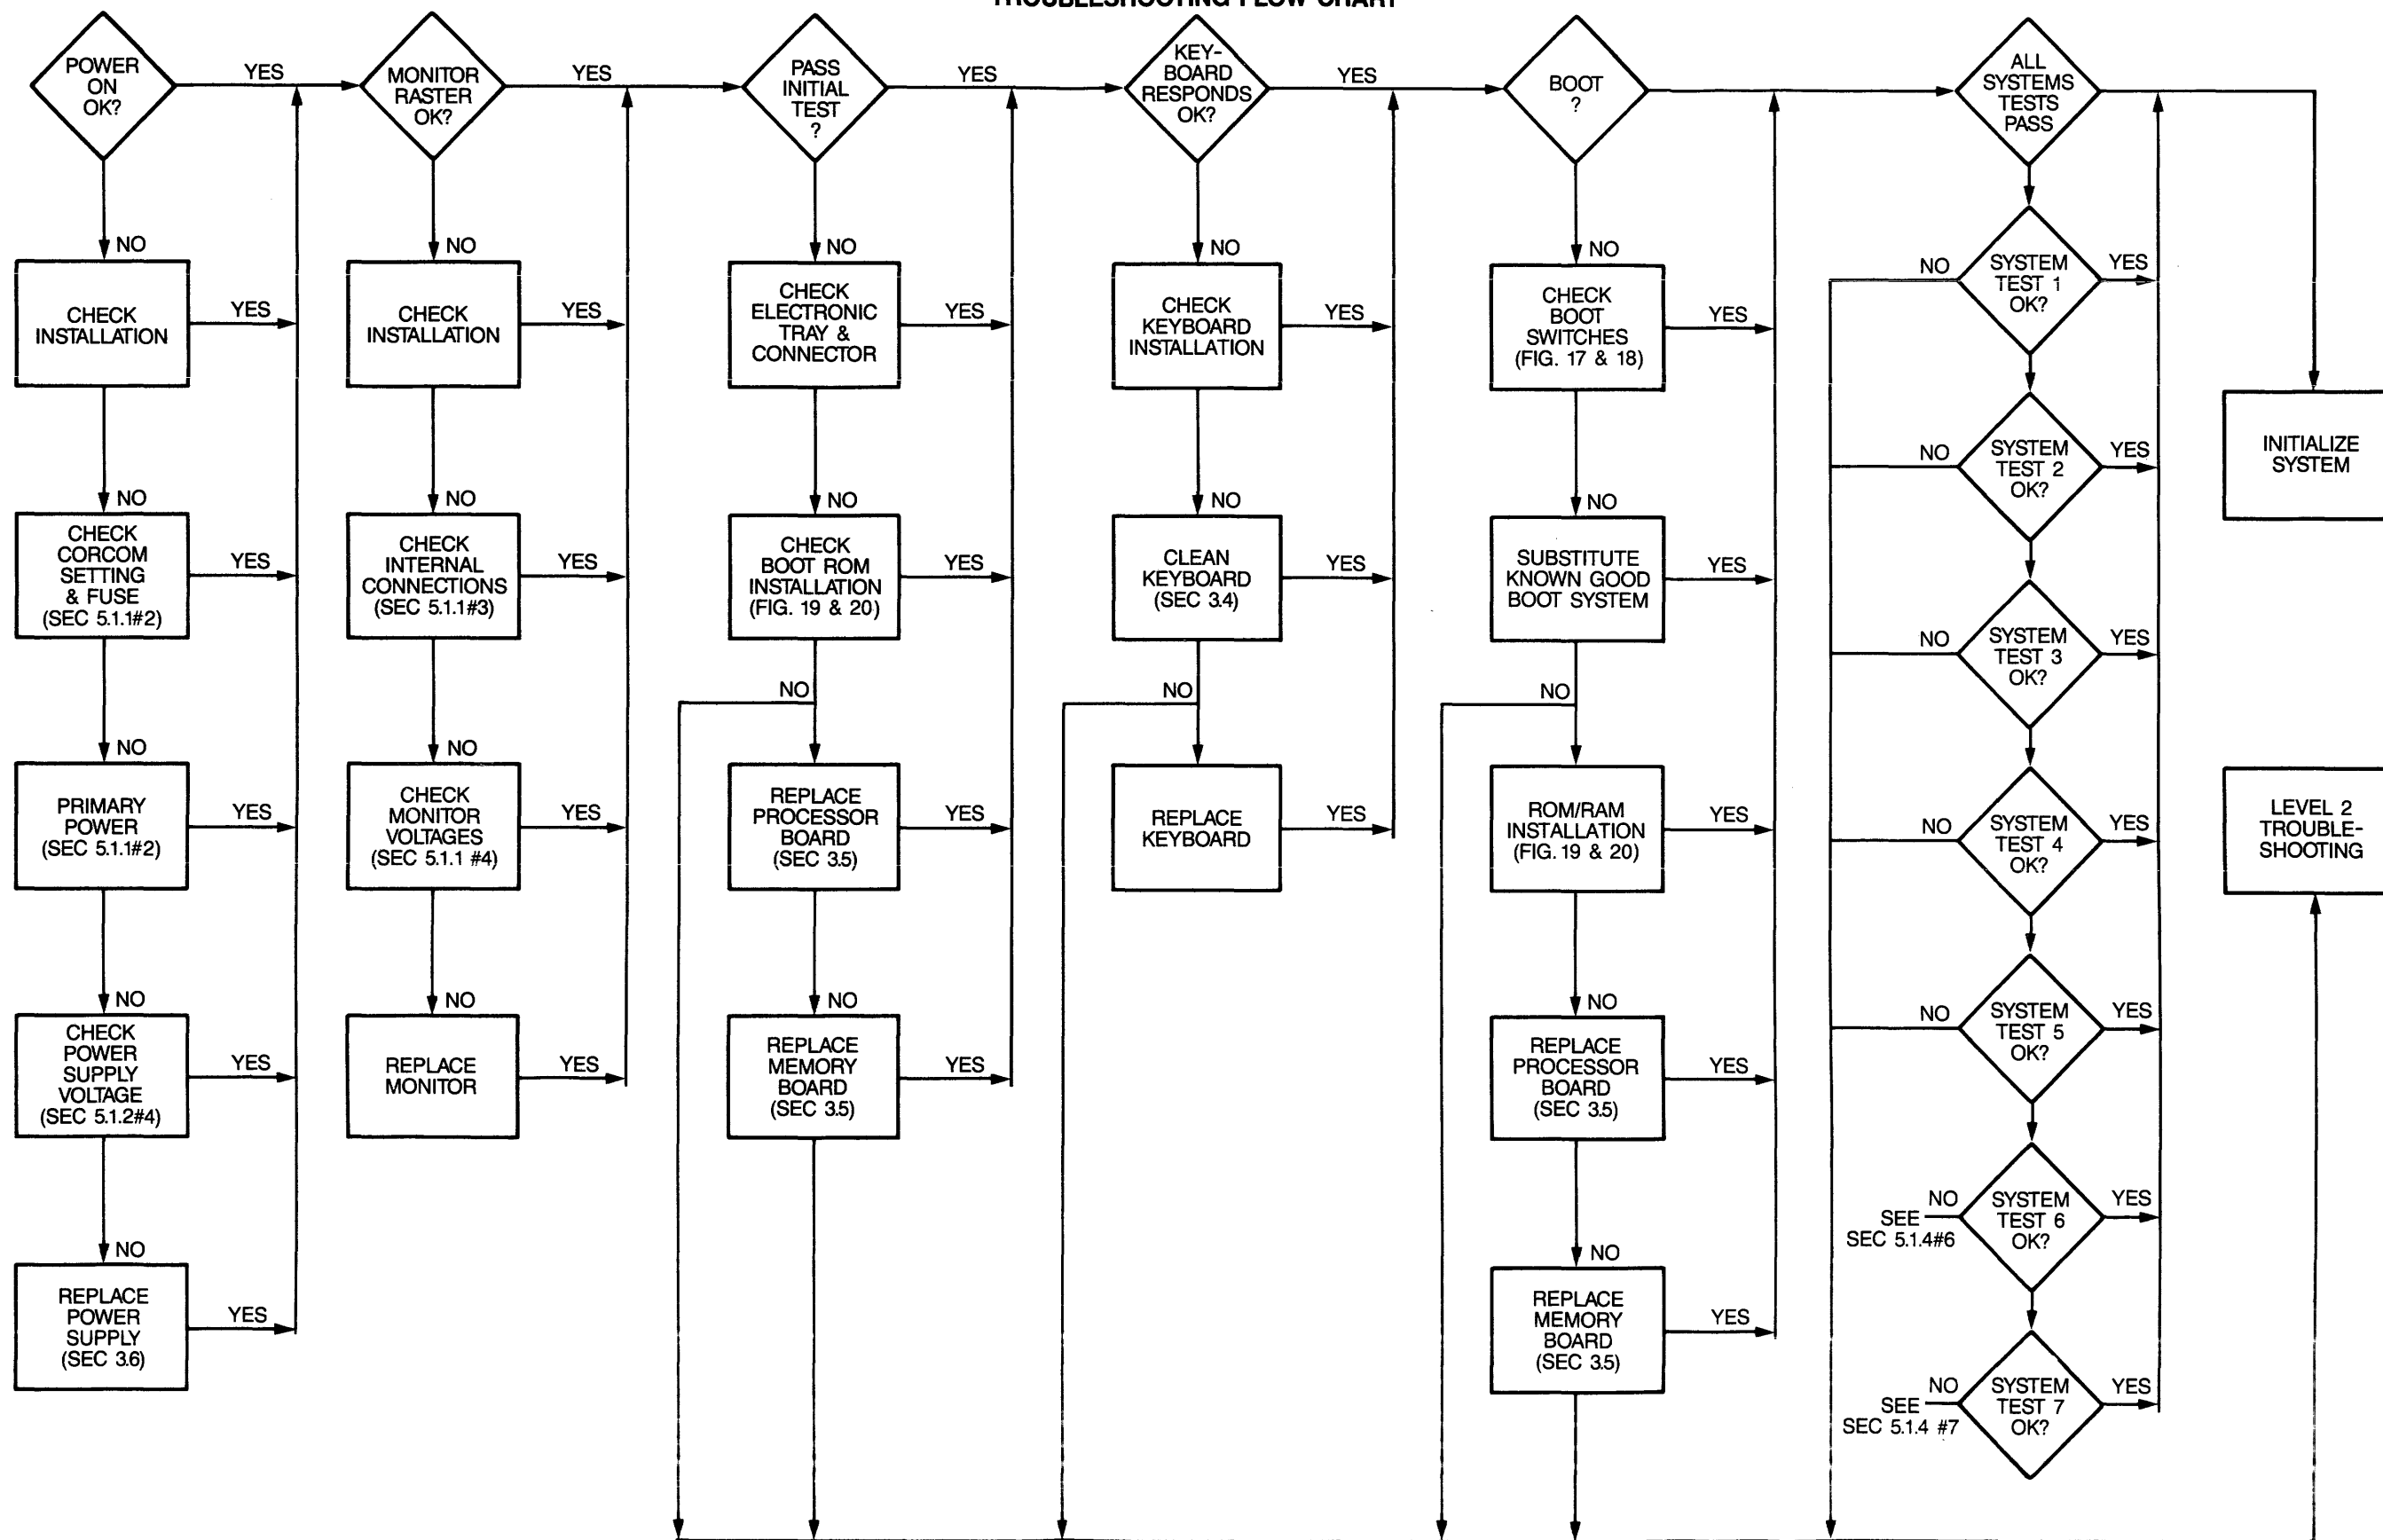 TROUBLESHOOTING FLOW CHART
POWER
ON
OK?
YES
NO
CHECK
INSTALLATION
YES
NO
CHECK
CORCOM
SETTING
& FUSE
(SEC 5.1.1#2)
YES
NO
PRIMARY
POWER
(SEC 5.1.1#2)
YES
NO
CHECK
POWER
SUPPLY
VOLTAGE
(SEC 5.1.2#4)
YES
NO
REPLACE
POWER
SUPPLY
(SEC 3.6)
YES
MONITOR
RASTER
OK?
YES
NO
CHECK
INSTALLATION
YES
NO
CHECK
INTERNAL
CONNECTIONS
(SEC 5.1.1#3)
YES
NO
CHECK
MONITOR
VOLTAGES
(SEC 5.1.1 #4)
YES
NO
REPLACE
MONITOR
YES
PASS
INITIAL
TEST
?
YES
NO
CHECK
ELECTRONIC
TRAY &
CONNECTOR
YES
NO
CHECK
BOOT ROM
INSTALLATION
(FIG. 19 & 20)
YES
NO
REPLACE
PROCESSOR
BOARD
(SEC 3.5)
YES
NO
REPLACE
MEMORY
BOARD
(SEC 3.5)
YES
KEY-
BOARD
RESPONDS
OK?
YES
NO
CHECK
KEYBOARD
INSTALLATION
YES
NO
CLEAN
KEYBOARD
(SEC 3.4)
YES
NO
REPLACE
KEYBOARD
YES
BOOT
?
NO
CHECK
BOOT
SWITCHES
(FIG. 17 & 18)
YES
NO
SUBSTITUTE
KNOWN GOOD
BOOT SYSTEM
YES
NO
ROM/RAM
INSTALLATION
(FIG. 19 & 20)
YES
NO
REPLACE
PROCESSOR
BOARD
(SEC 3.5)
YES
NO
REPLACE
MEMORY
BOARD
(SEC 3.5)
YES
ALL
SYSTEMS
TESTS
PASS
NO
SYSTEM
TEST 1
OK?
YES
NO
SYSTEM
TEST 2
OK?
YES
NO
SYSTEM
TEST 3
OK?
YES
NO
SYSTEM
TEST 4
OK?
YES
NO
SYSTEM
TEST 5
OK?
YES
NO
SEE
SEC 5.1.4#6
SYSTEM
TEST 6
OK?
YES
NO
SEE
SEC 5.1.4 #7
SYSTEM
TEST 7
OK?
YES
INITIALIZE
SYSTEM
LEVEL 2
TROUBLE-
SHOOTING